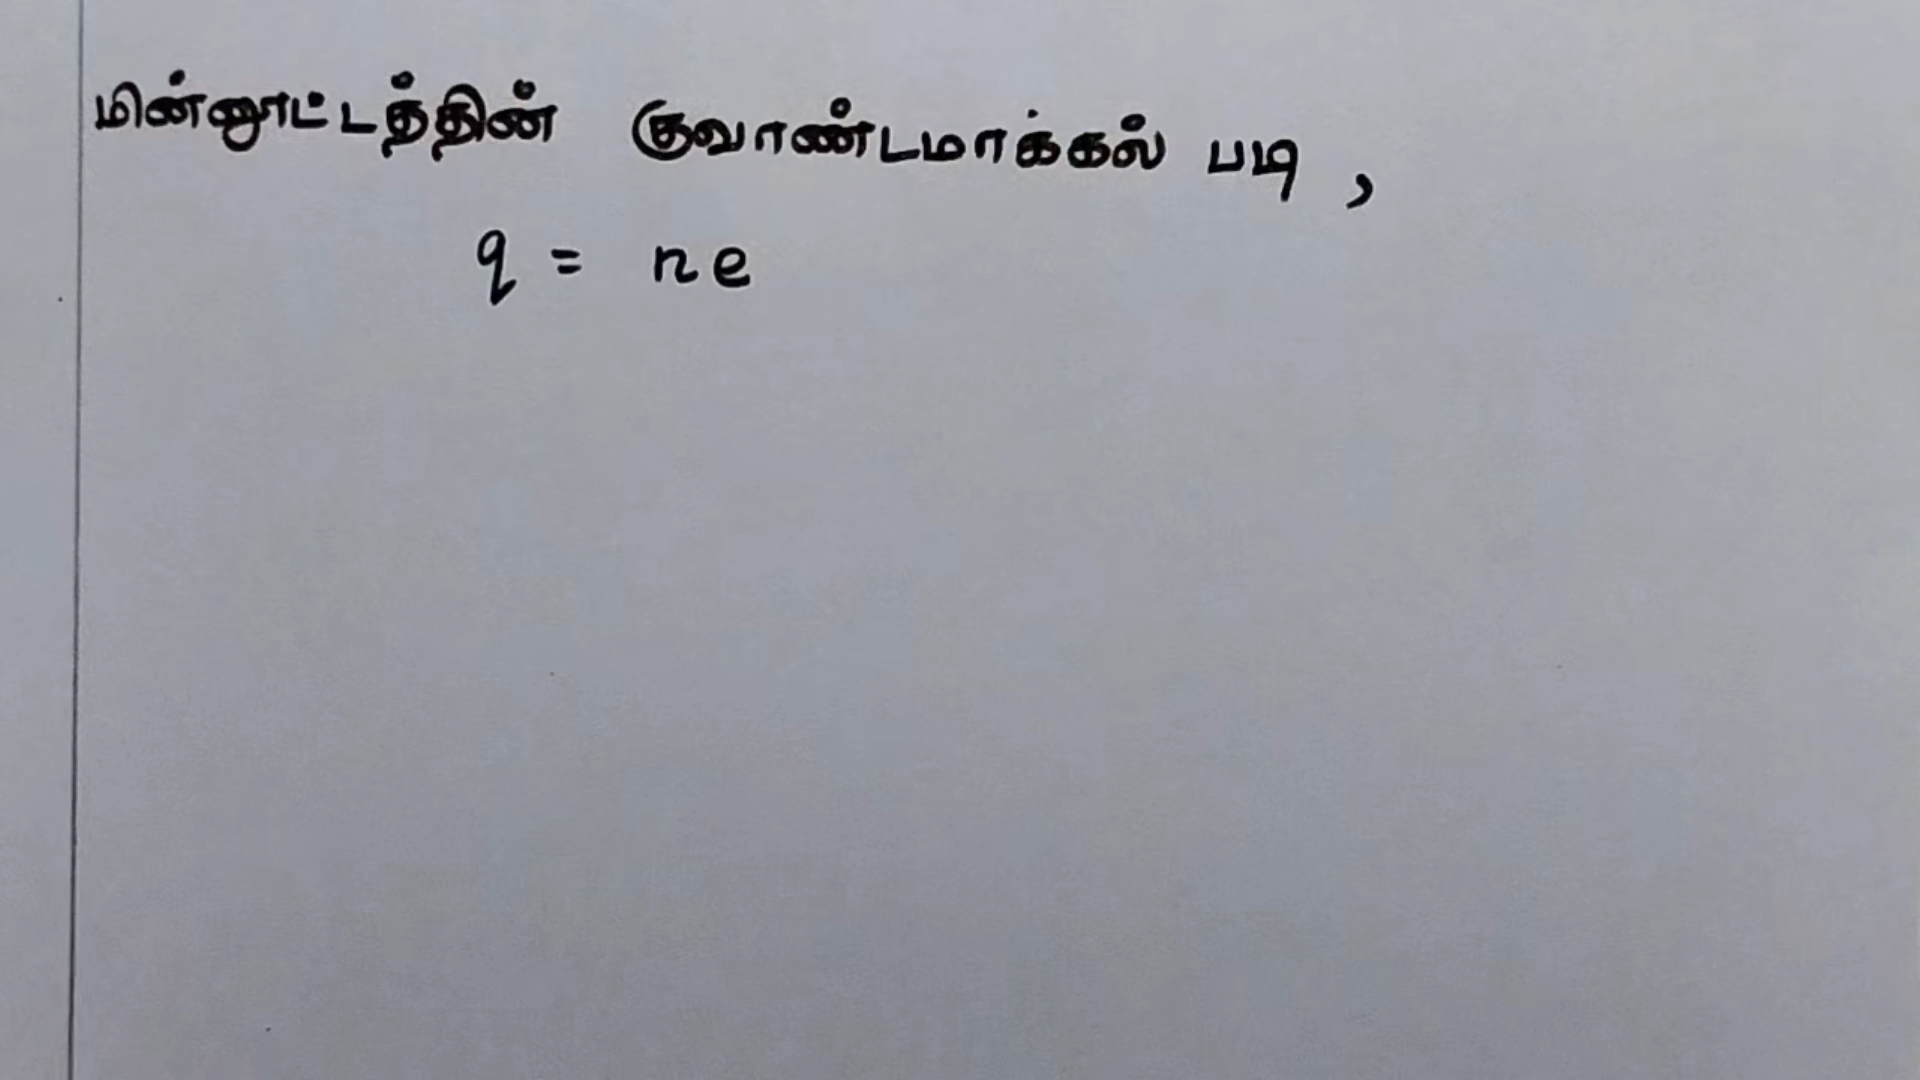 மின்னூட்டத்தின் குவாண்டமாக்கல் படி ,
q = ne